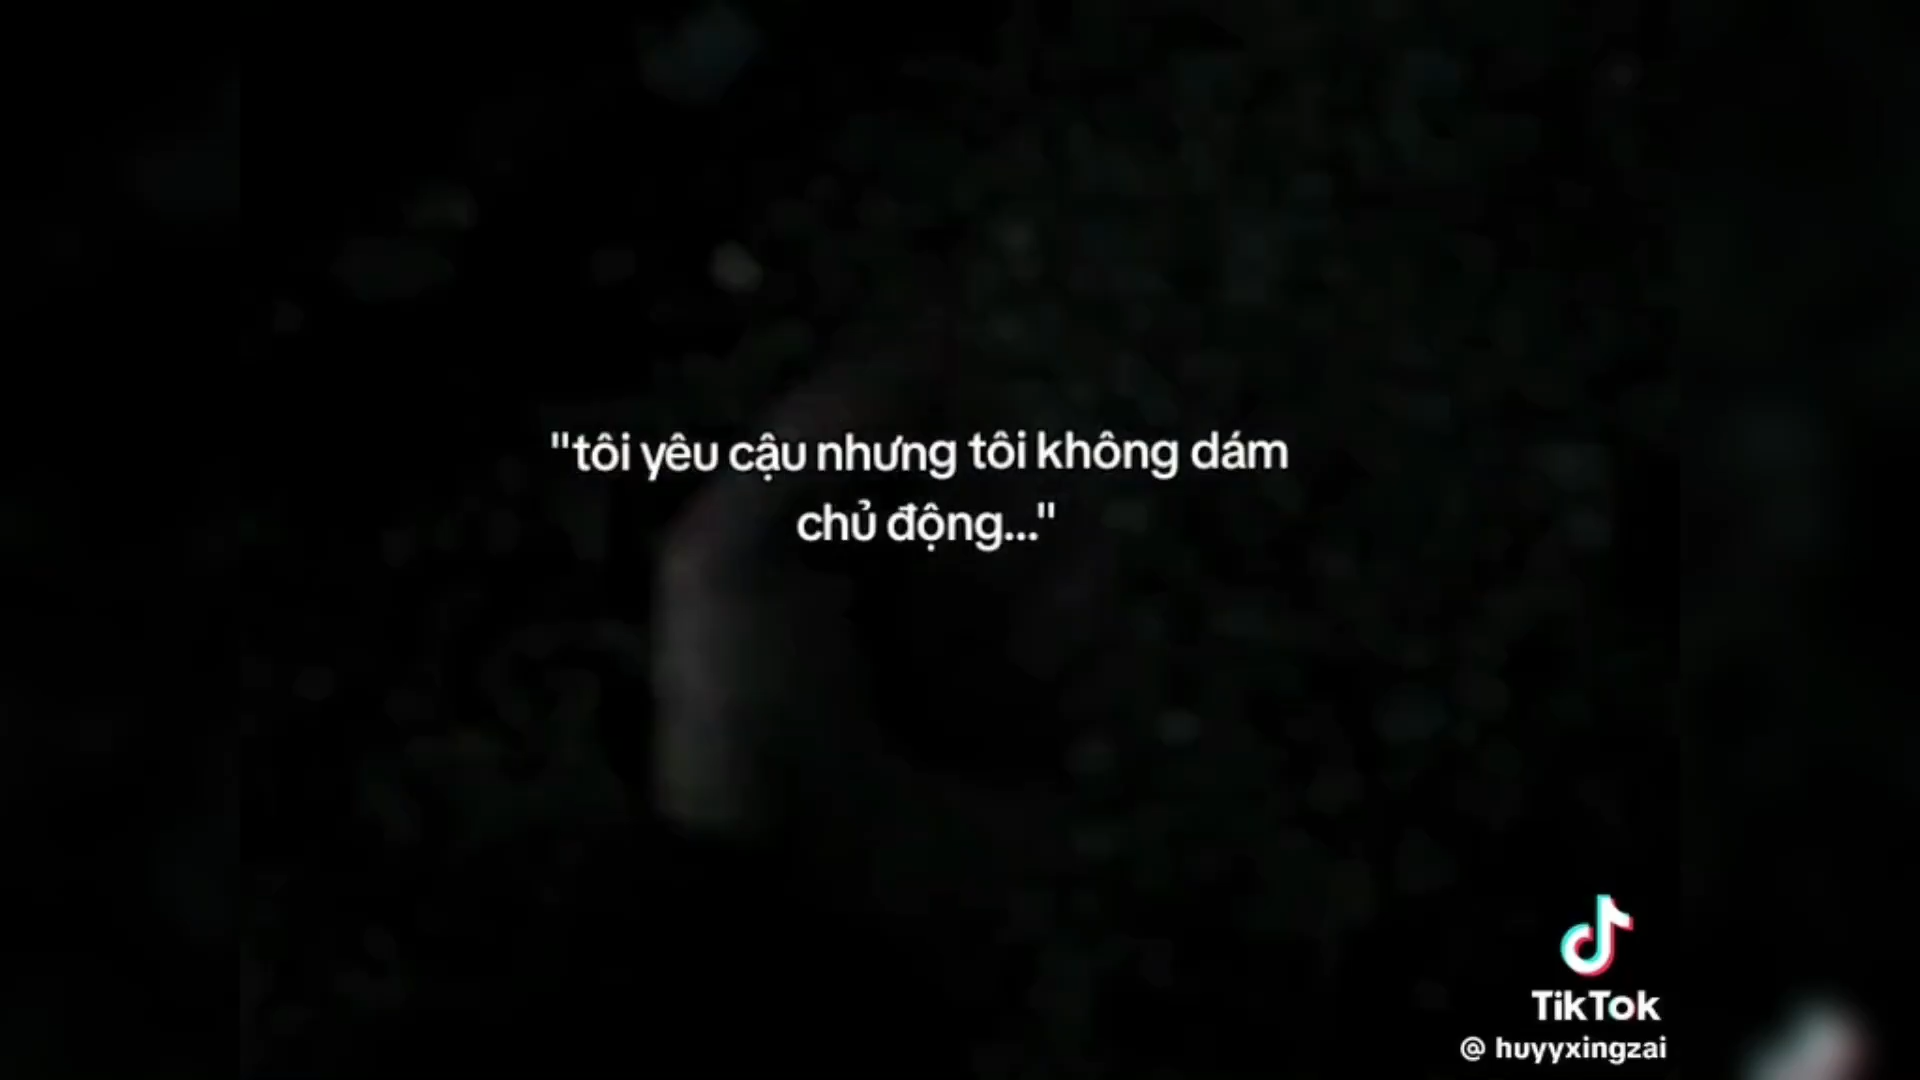 "tôi yêu cậu nhưng tôi không dám
chủ động..."
TikTok
@ huyyxingzai